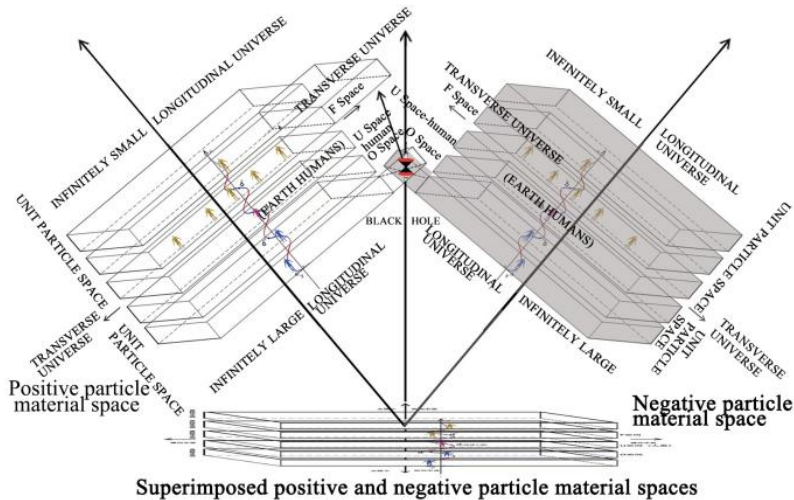 INFINITELY SMALL
LONGITUDINAL UNIVERSE
TRANSVERSE UNIVERSE
F Space
U Space
human
O Space
(EARTH HUMANS)
UNIT PARTICLE SPACE
TRANSVERSE
UNIVERSE
UNIT
PARTICLE SPACE
INFINITELY LARGE
LONGITUDINAL
UNIVERSE
BLACK HOLE
INFINITELY SMALL
LONGITUDINAL
UNIVERSE
TRANSVERSE UNIVERSE
F Space
U Space-human
O Space
(EARTH HUMANS)
UNIT PARTICLE SPACE
TRANSVERSE
UNIVERSE
UNIT
PARTICLE
SPACE
LONGITUDINAL
UNIVERSE
INFINITELY LARGE
Positive particle
material space
Negative particle
material space
Superimposed positive and negative particle material spaces